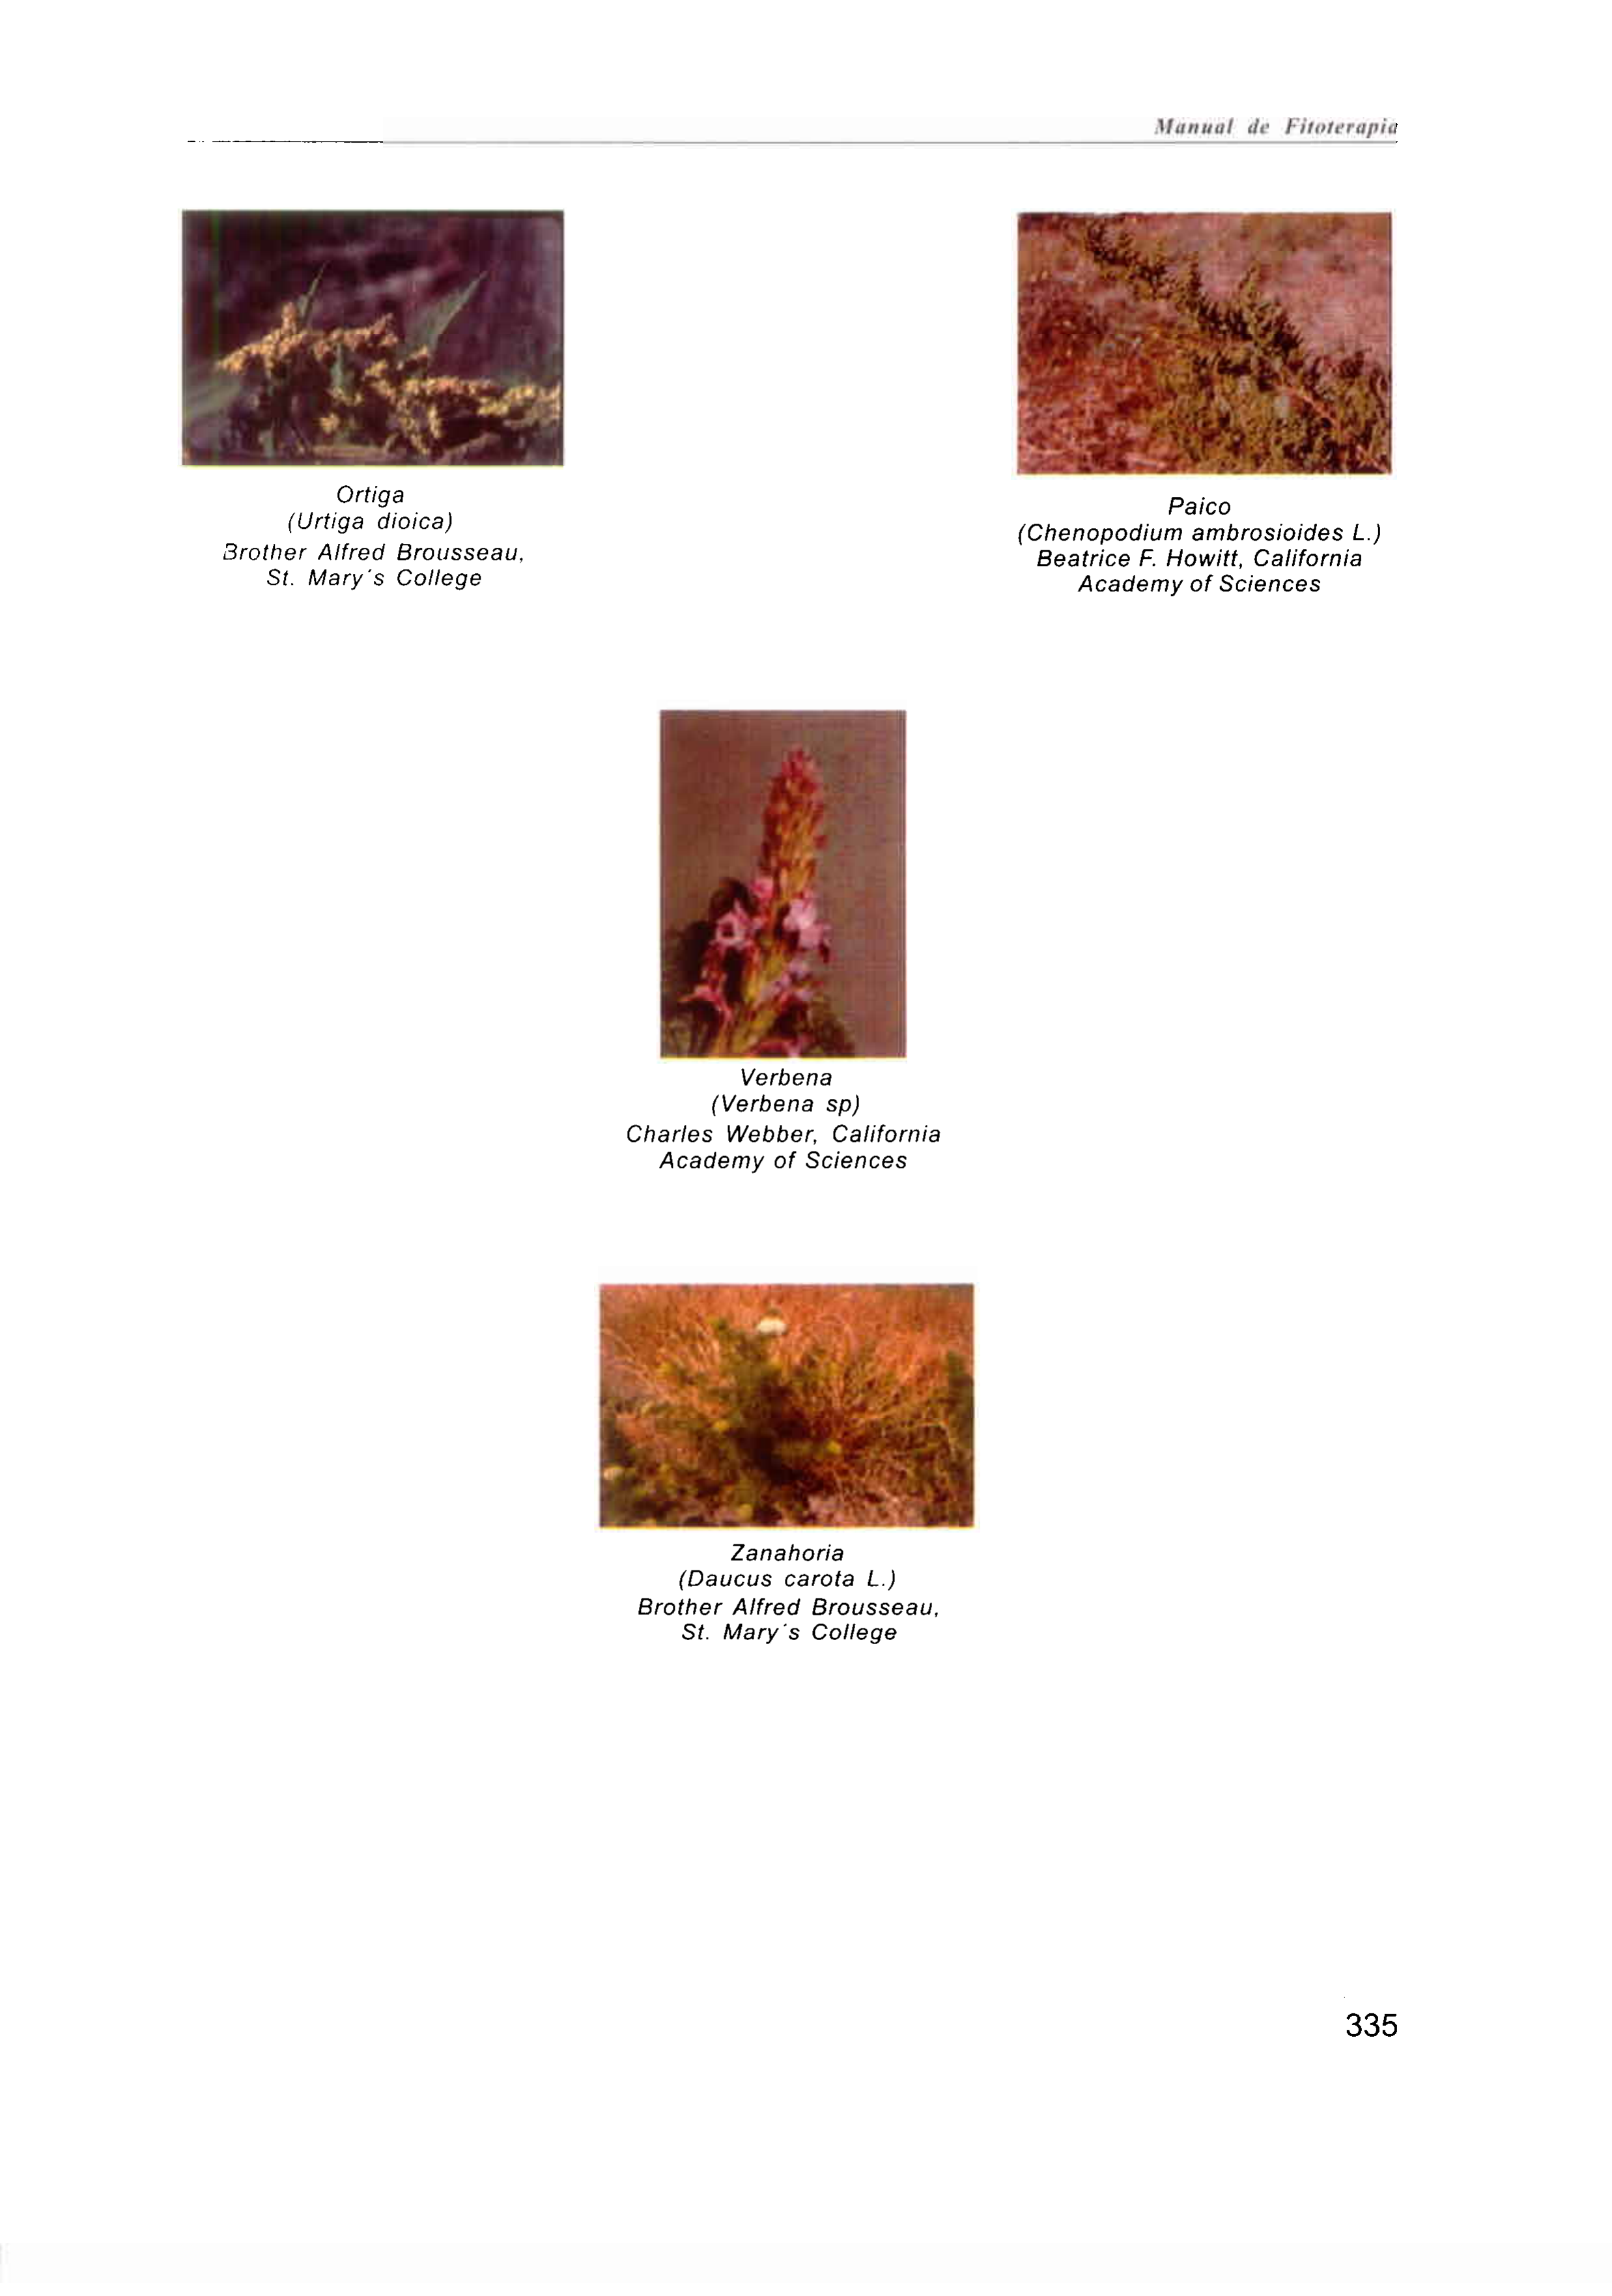 Manual de Fitoterapia
Ortiga
(Urtiga dioica)
Brother Alfred Brousseau,
St. Mary´s College
Paico
(Chenopodium ambrosioides L.)
Beatrice F. Howitt, California
Academy of Sciences
Verbena
(Verbena sp)
Charles Webber, California
Academy of Sciences
Zanahoria
(Daucus carota L.)
Brother Alfred Brousseau,
St. Mary´s College
335